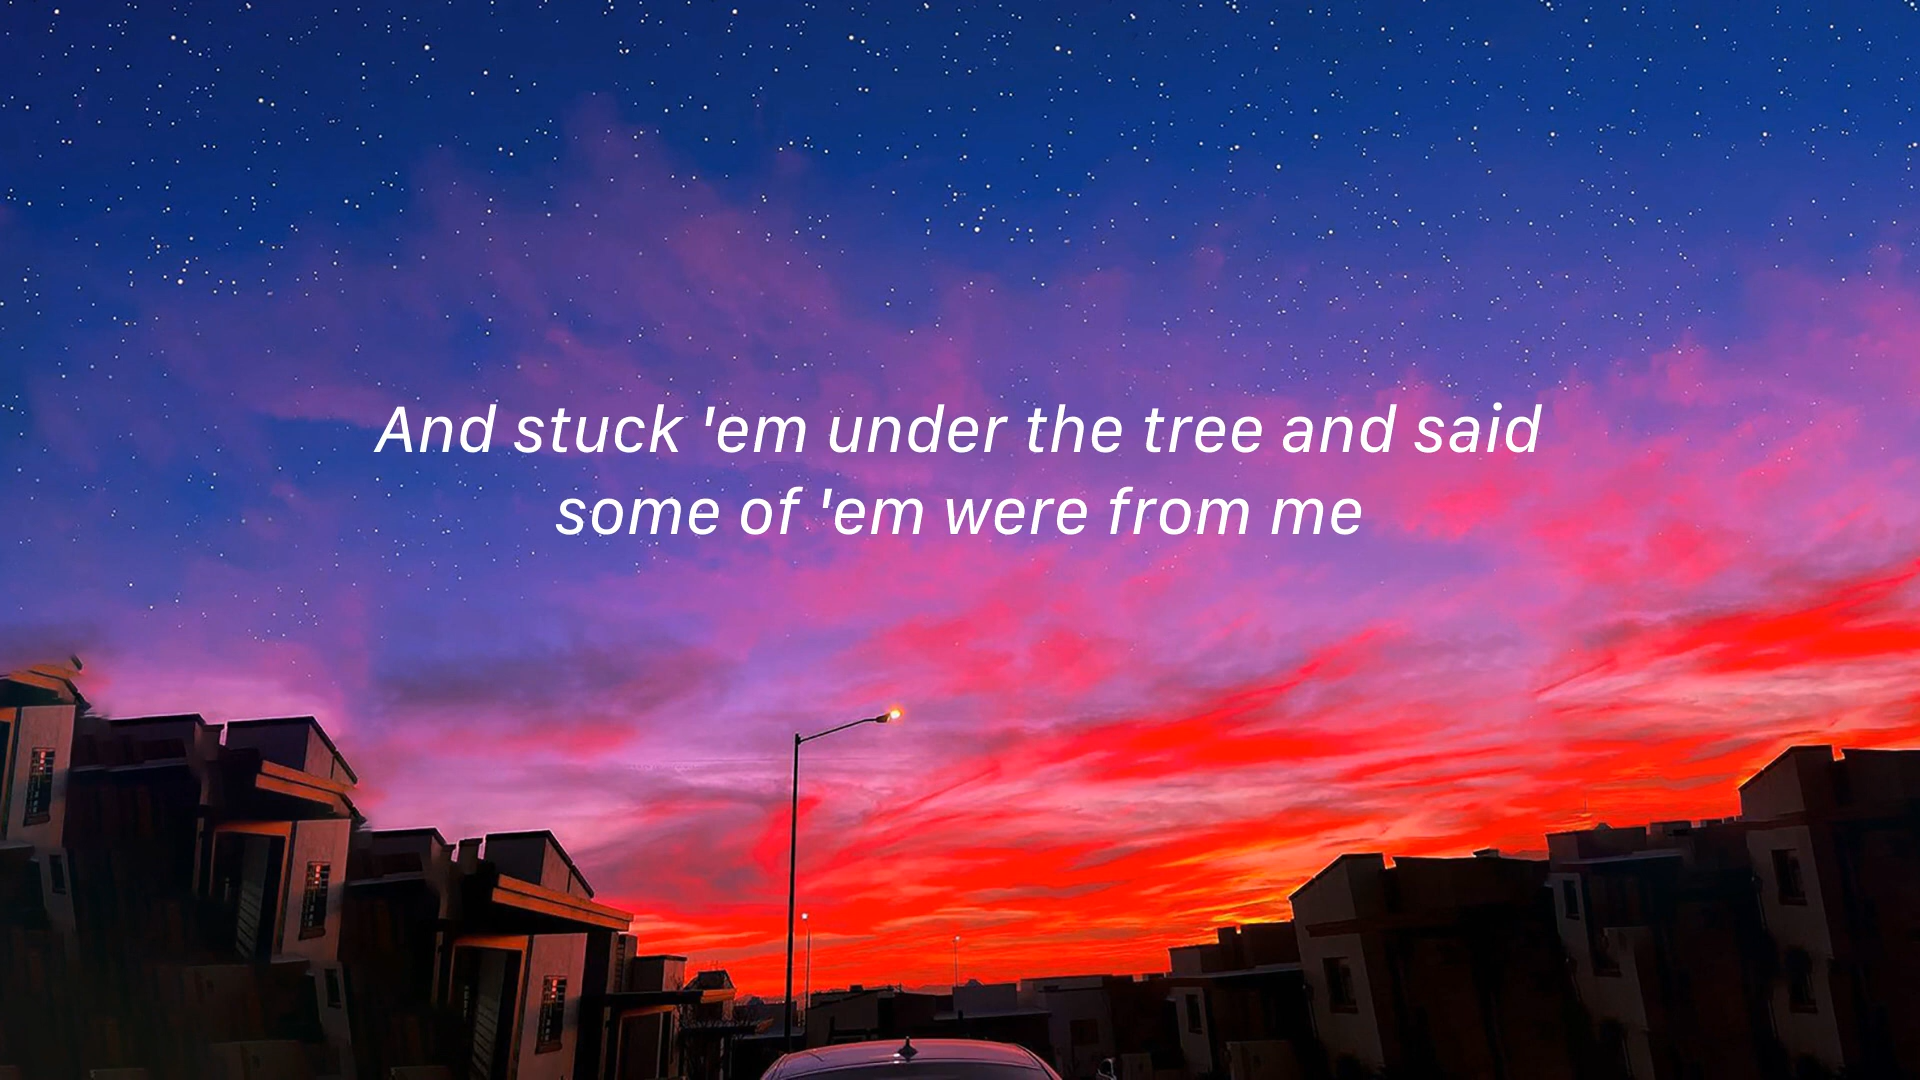 And stuck 'em under the tree and said
some of 'em were from me